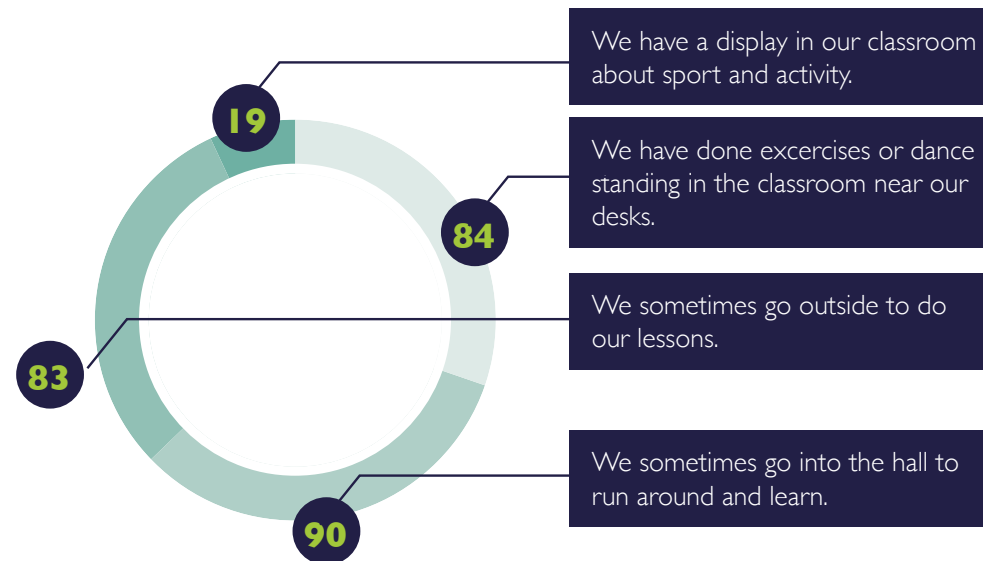 We have a display in our classroom
about sport and activity.
19
We have done excercises or dance
standing in the classroom near our
desks.
84
We sometimes go outside to do
our lessons.
83
We sometimes go into the hall to
run around and learn.
90